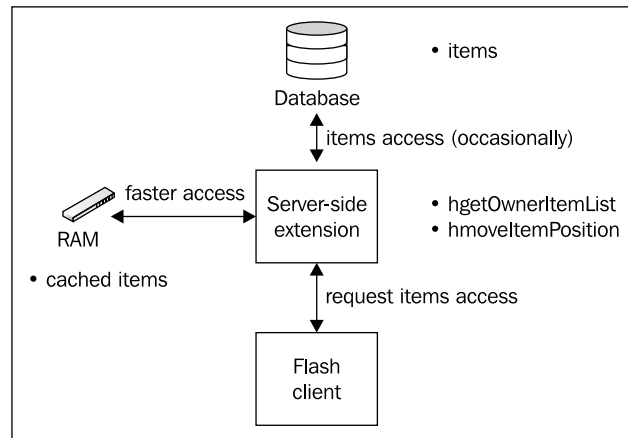 • items
Database
items access (occasionally)
faster access
Server-side
extension
• hgetOwnerItemList
• hmoveItemPosition
RAM
• cached items
request items access
Flash
client